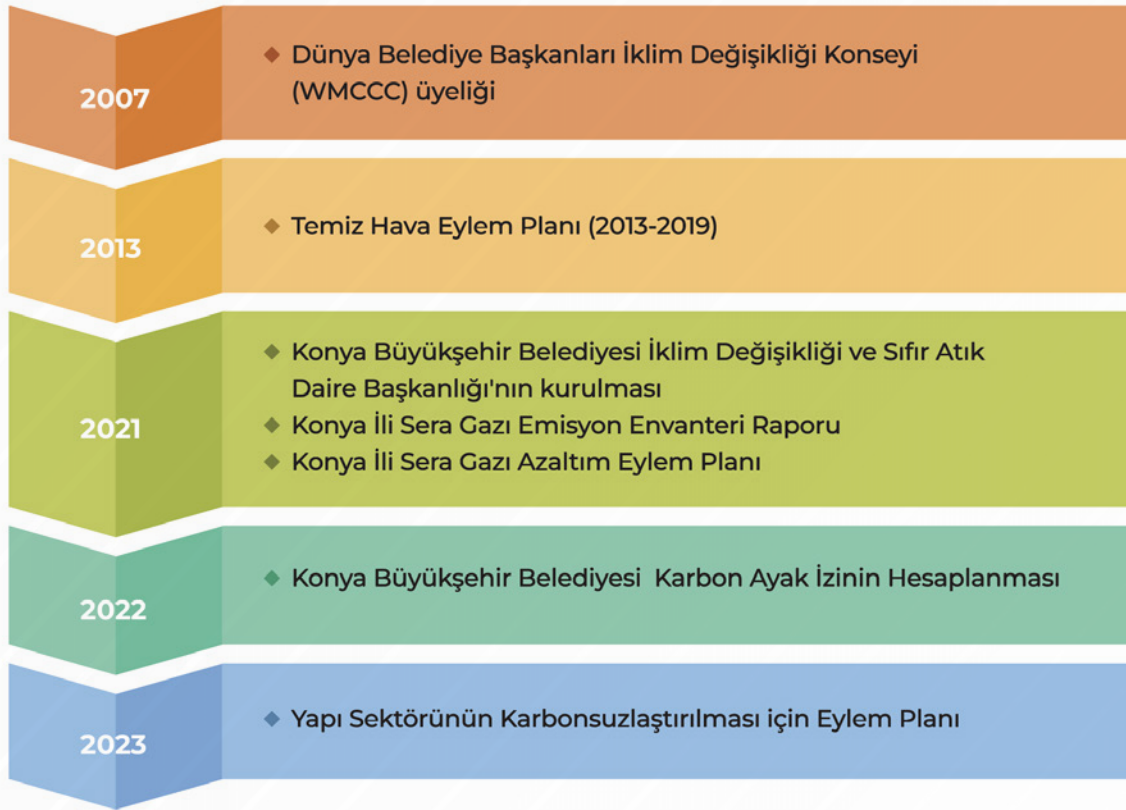 2007
◆ Dünya Belediye Başkanları İklim Değişikliği Konseyi
(WMCCC) üyeliği
2013
◆ Temiz Hava Eylem Planı (2013-2019)
2021
◆ Konya Büyükşehir Belediyesi İklim Değişikliği ve Sıfır Atık
Daire Başkanlığı'nın kurulması
◆ Konya İli Sera Gazı Emisyon Envanteri Raporu
◆ Konya İli Sera Gazı Azaltım Eylem Planı
2022
◆ Konya Büyükşehir Belediyesi Karbon Ayak İzinin Hesaplanması
2023
◆ Yapı Sektörünün Karbonsuzlaştırılması için Eylem Planı